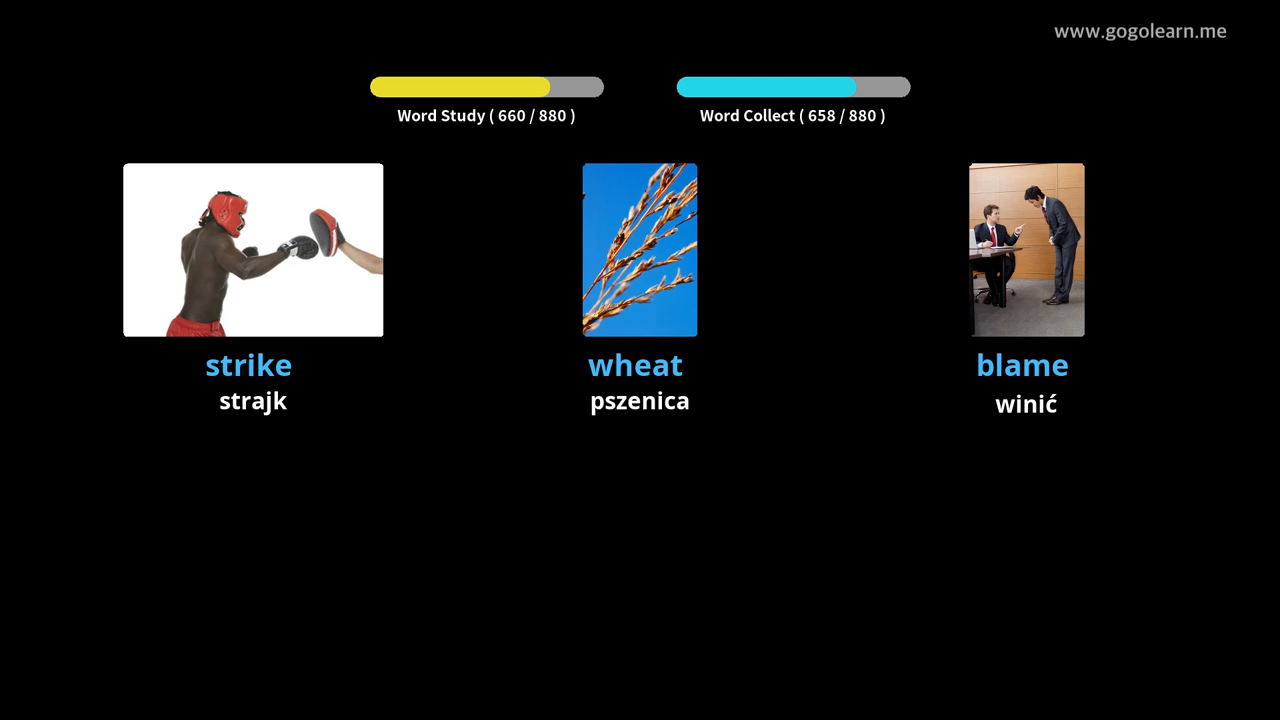 www.gogolearn.me
Word Study ( 660 / 880 )
Word Collect ( 658 / 880 )
strike
strajk
wheat
pszenica
blame
winić